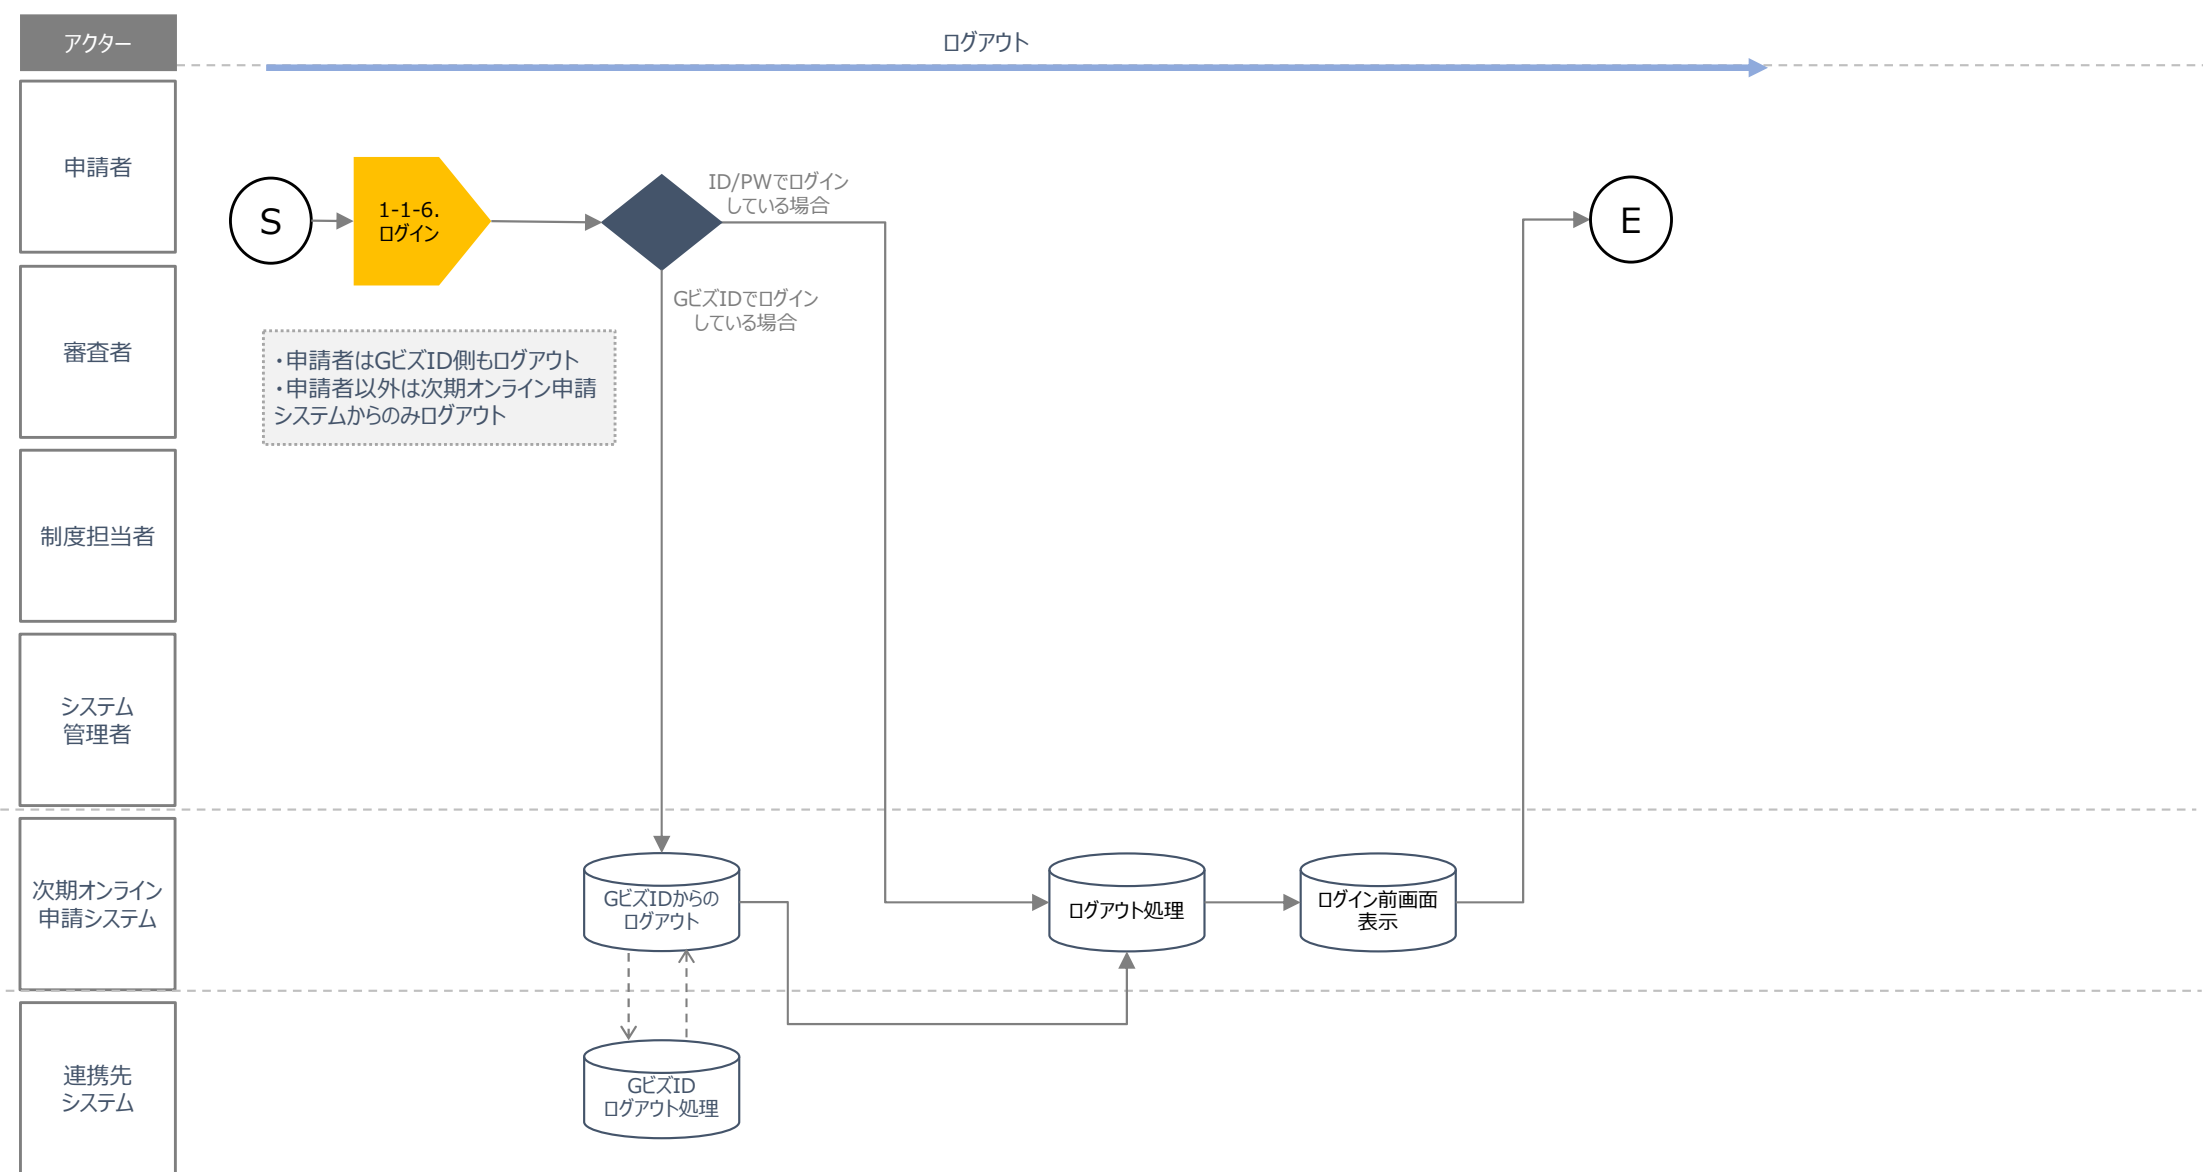 アクター
ログアウト
申請者
S
1-1-6.
ログイン
ID/PWでログイン
している場合
E
GビズIDでログイン
している場合
審査者
・申請者はGビズID側もログアウト
・申請者以外は次期オンライン申請
システムからのみログアウト
制度担当者
システム
管理者
次期オンライン
申請システム
GビズIDからの
ログアウト
ログアウト処理
ログイン前画面
表示
連携先
システム
GビズID
ログアウト処理